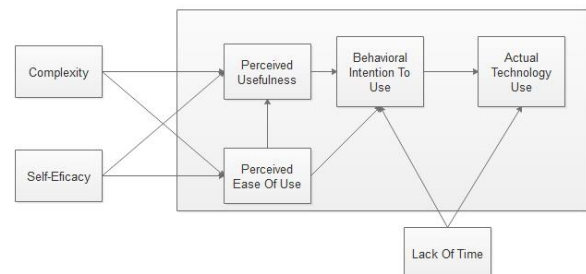 Complexity
Perceived
Usefulness
Behavioral
Intention To
Use
Actual
Technology
Use
Self-Eficacy
Perceived
Ease Of Use
Lack Of Time